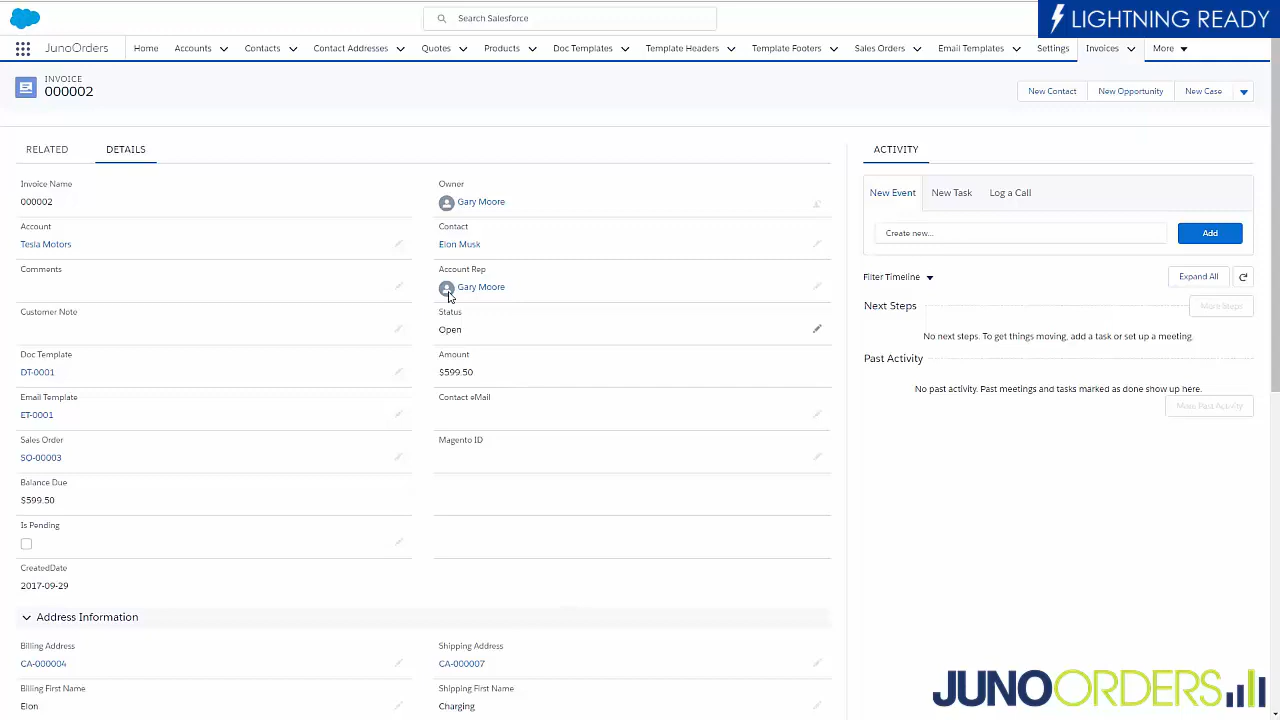 Search Salesforce
LIGHTNING READY
JunoOrders
Home
Accounts
Contacts
Contact Addresses
Quotes
Products
Doc Templates
Template Headers
Template Footers
Sales Orders
Email Templates
Settings
Invoices
More
INVOICE
000002
New Contact
New Opportunity
New Case
RELATED
DETAILS
Invoice Name
000002
Owner
Gary Moore
Account
Tesla Motors
Contact
Elon Musk
Comments
Account Rep
Gary Moore
Customer Note
Status
Open
Doc Template
DT-0001
Amount
$599.50
Email Template
ET-0001
Contact eMail
Sales Order
SO-00003
Magento ID
Balance Due
$599.50
Is Pending
CreatedDate
2017-09-29
Address Information
Billing Address
CA-000004
Shipping Address
CA-000007
Billing First Name
Elon
Shipping First Name
Charging
ACTIVITY
New Event
New Task
Log a Call
Create new...
Add
Filter Timeline
Expand All
Next Steps
More Steps
No next steps. To get things moving, add a task or set up a meeting.
Past Activity
No past activity. Past meetings and tasks marked as done show up here.
More Past Activity
JUNOORDERS